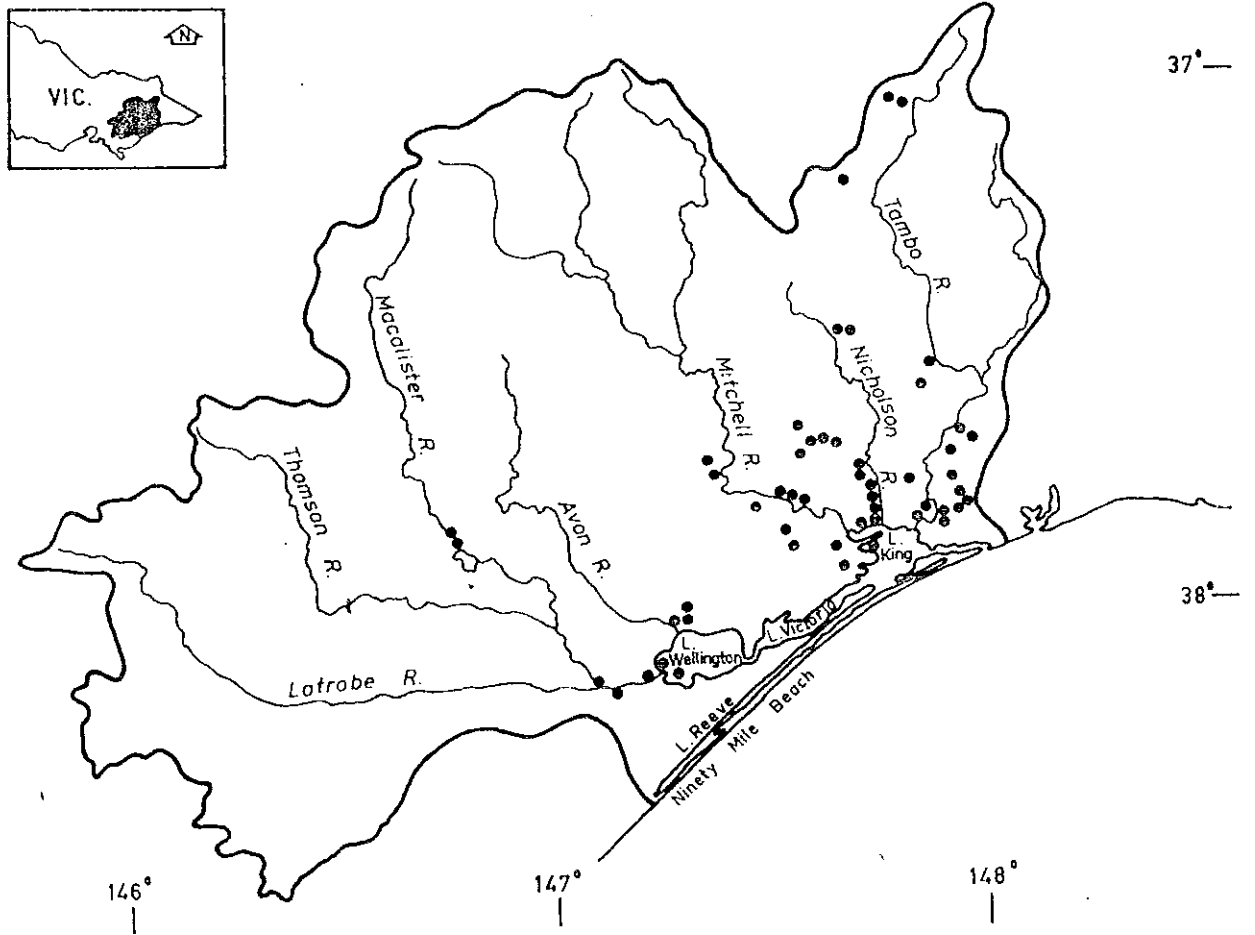 N
VIC.
37°
Tambo R.
Macalister R.
Nicholson R.
Mitchell R.
Thomson R.
Avon R.
L. King
38°
L. Victoria
L. Wellington
Latrobe R.
L. Reeve
Ninety Mile Beach
146°
147°
148°